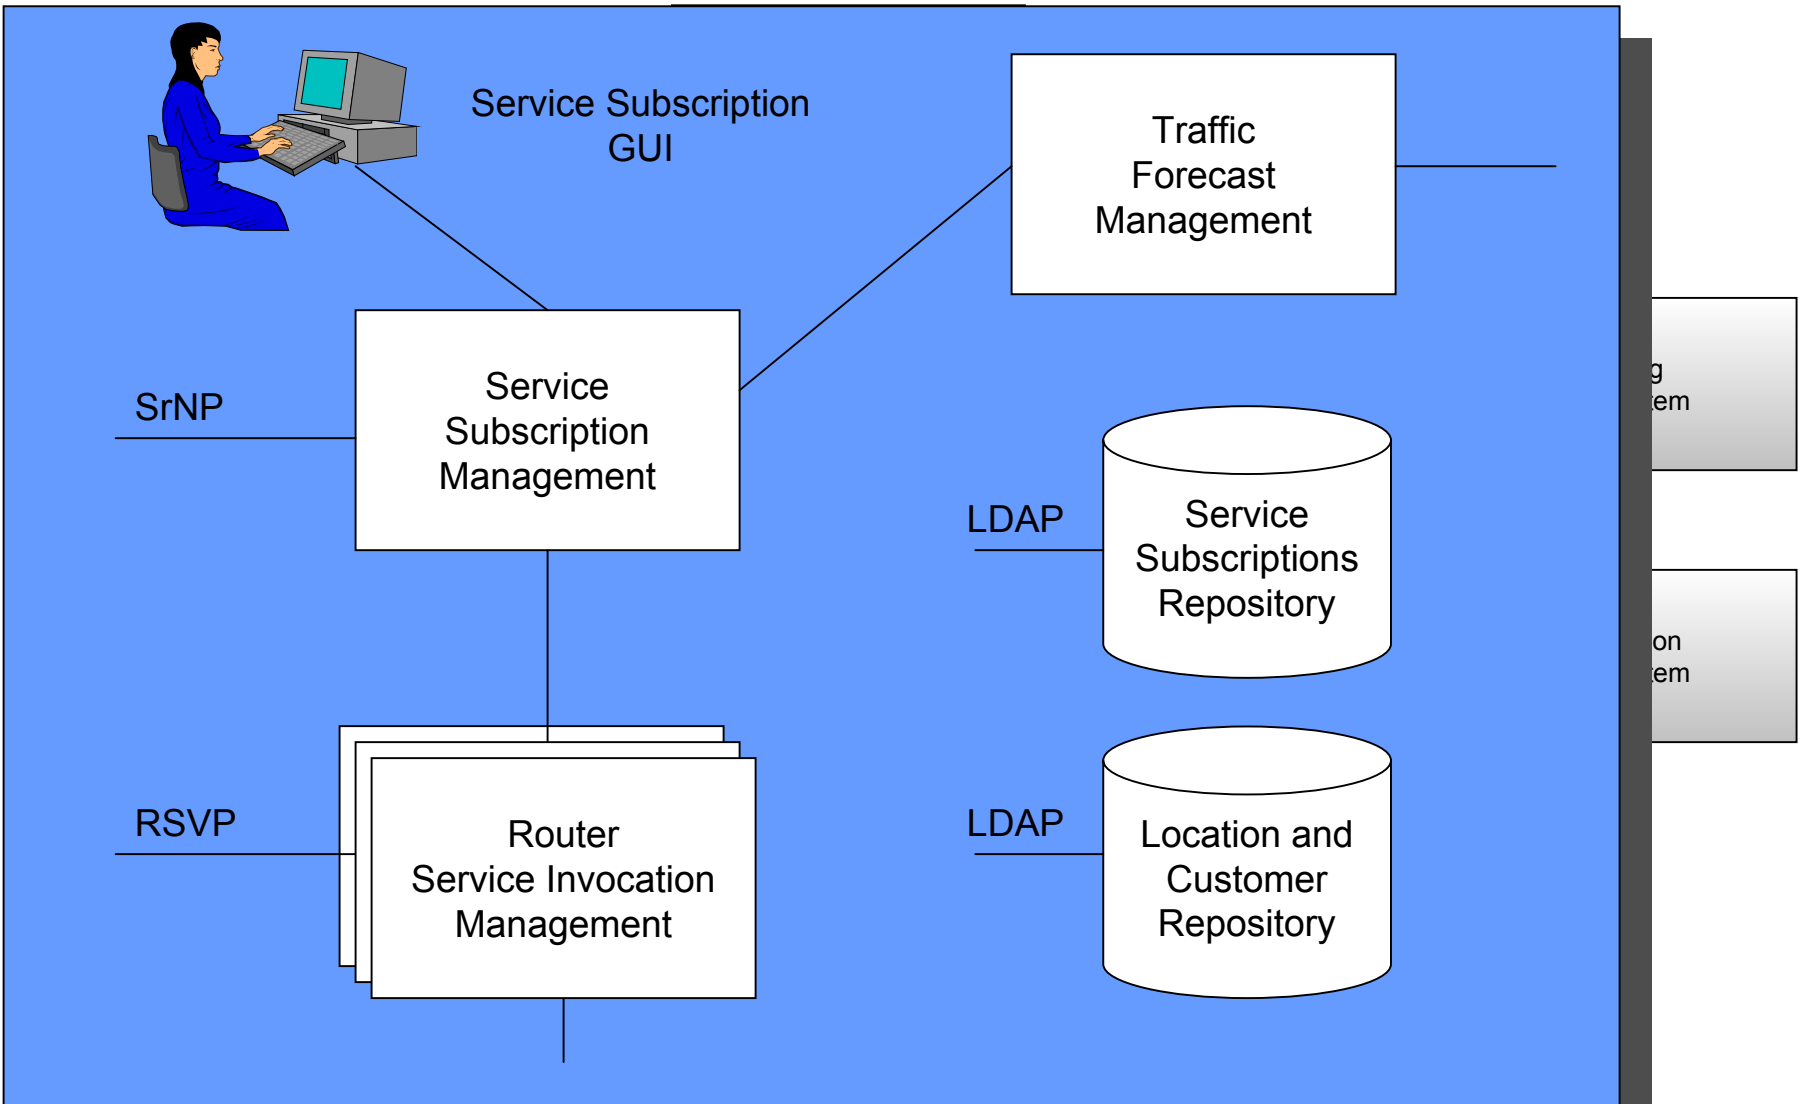 Service Subscription
GUI
Traffic
Forecast
Management
SrNP
Service
Subscription
Management
LDAP
Service
Subscriptions
Repository
RSVP
Router
Service Invocation
Management
LDAP
Location and
Customer
Repository